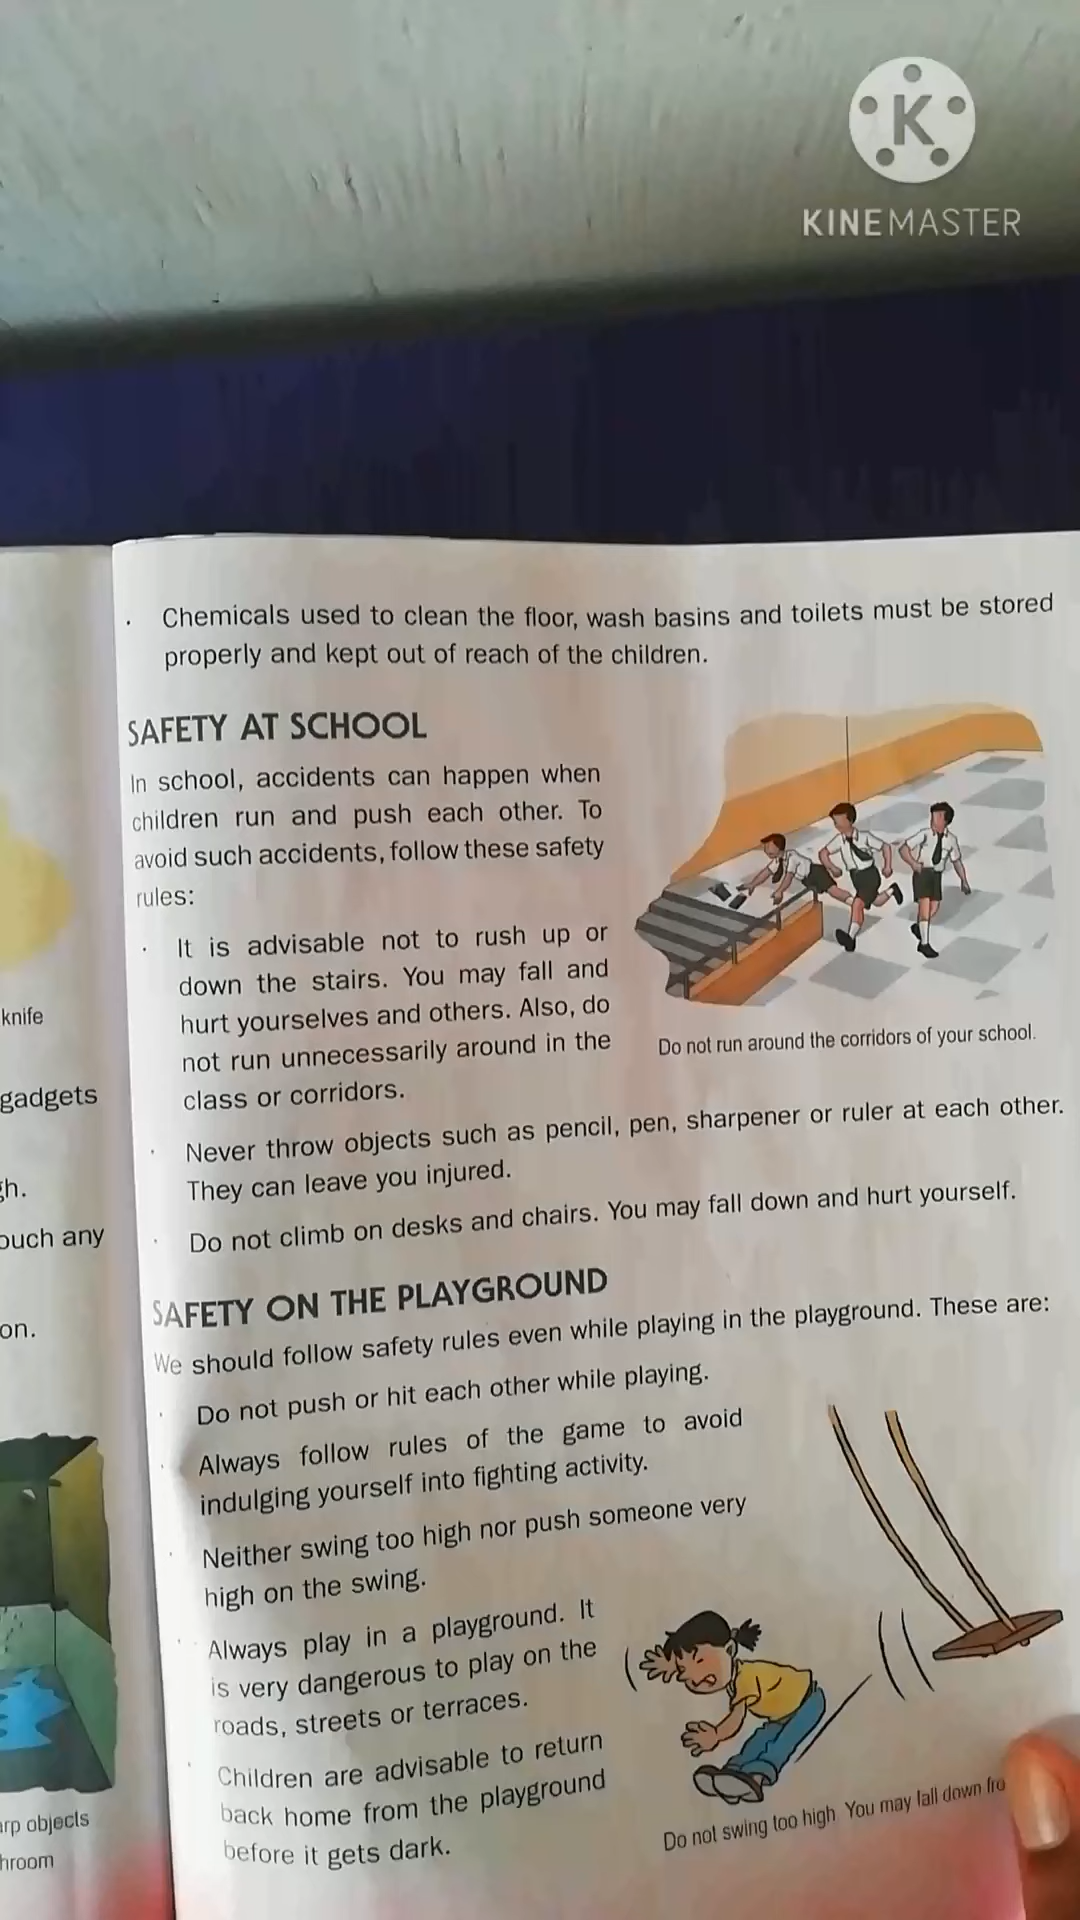 K
KINEMASTER
knife
gadgets
gh.
ouch any
on.
arp objects
hroom
· Chemicals used to clean the floor, wash basins and toilets must be stored
properly and kept out of reach of the children.
SAFETY AT SCHOOL
In school, accidents can happen when
children run and push each other. To
avoid such accidents, follow these safety
rules:
· It is advisable not to rush up or
down the stairs. You may fall and
hurt yourselves and others. Also, do
not run unnecessarily around in the
class or corridors.
Do not run around the corridors of your school.
· Never throw objects such as pencil, pen, sharpener or ruler at each other.
They can leave you injured.
· Do not climb on desks and chairs. You may fall down and hurt yourself.
SAFETY ON THE PLAYGROUND
We should follow safety rules even while playing in the playground. These are:
· Do not push or hit each other while playing.
· Always follow rules of the game to avoid
indulging yourself into fighting activity.
· Neither swing too high nor push someone very
high on the swing.
· Always play in a playground. It
is very dangerous to play on the
roads, streets or terraces.
· Children are advisable to return
back home from the playground
before it gets dark.
Do not swing too high You may fall down fro